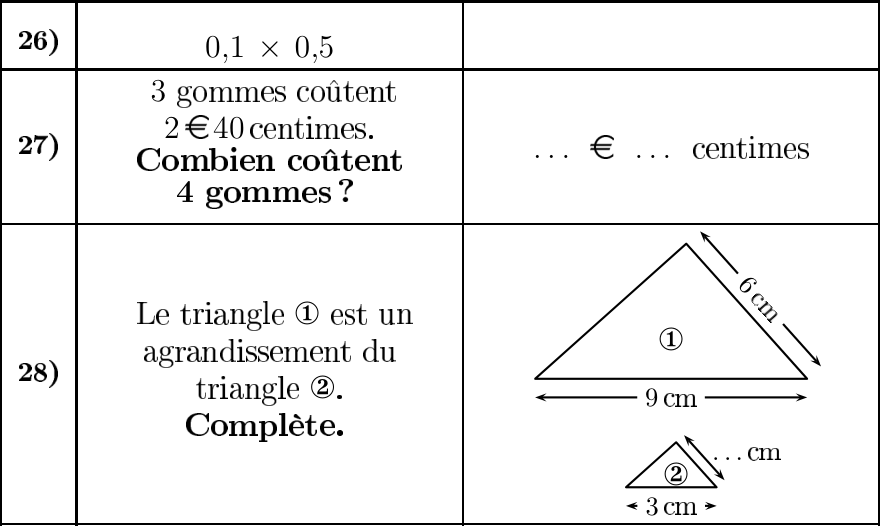 26)
0,1 × 0,5
27)
3 gommes coûtent
2 € 40 centimes.
Combien coûtent
4 gommes ?
... € ... centimes
28)
Le triangle ① est un
agrandissement du
triangle ②.
Complète.
6 cm
①
9 cm
... cm
②
3 cm